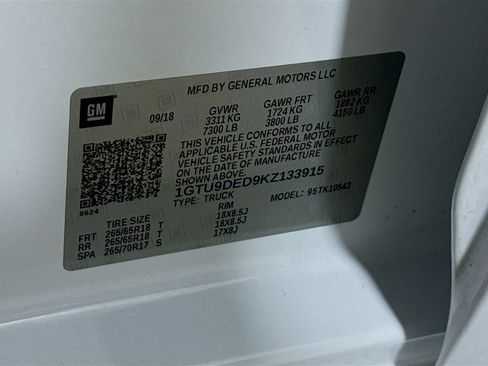 MFD BY GENERAL MOTORS LLC
GM
09/18
GVWR GAWR FRT GAWR RR
3311 KG 1724 KG 1882 KG
7300 LB 3800 LB 4150 LB
THIS VEHICLE CONFORMS TO ALL
APPLICABLE U.S. FEDERAL MOTOR
VEHICLE SAFETY STANDARDS IN EFFECT
ON THE DATE OF MANUFACTURE
1GTU9DED9KZ133915
TYPE: TRUCK MODEL: 95TK10543
8624
TIRE SIZE RIM
FRT 265/65R18 T 18X8.5J
RR 265/65R18 T 18X8.5J
SPA 265/70R17 S 17X8J